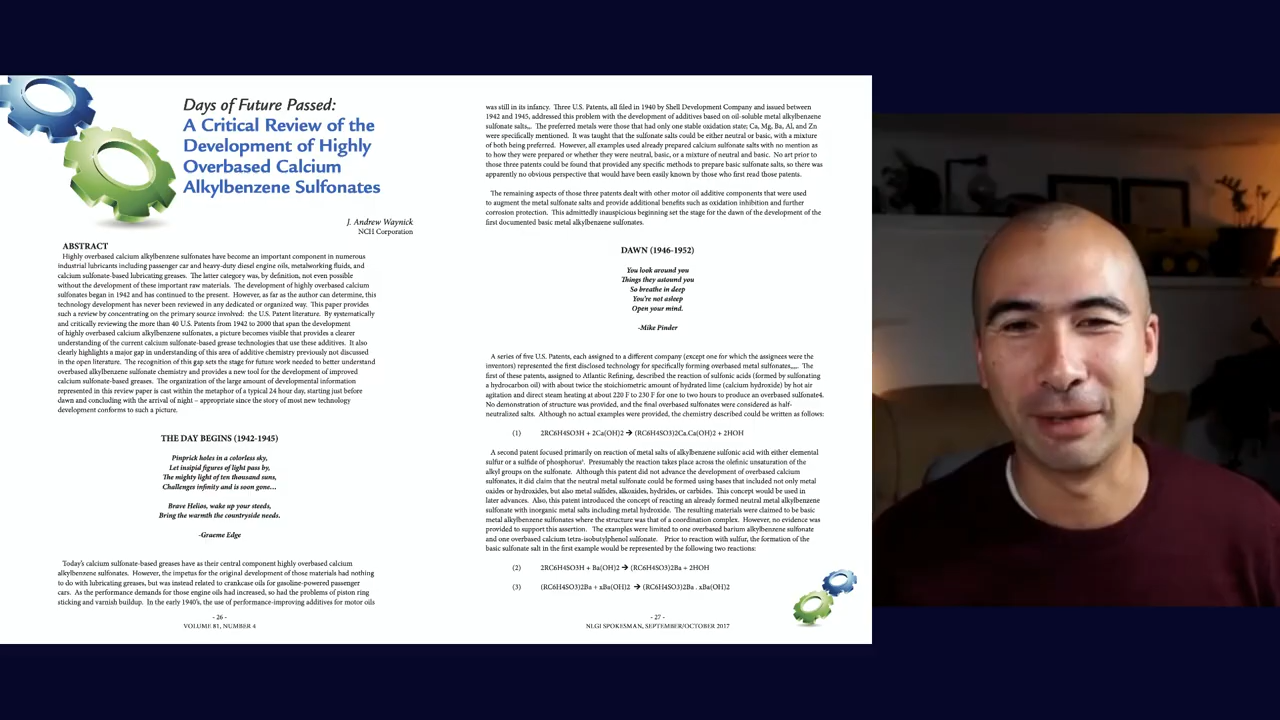 Days of Future Passed:
A Critical Review of the
Development of Highly
Overbased Calcium
Alkylbenzene Sulfonates
J. Andrew Waynick
NCH Corporation
ABSTRACT
Highly overbased calcium alkylbenzene sulfonates have become an important component in numerous
industrial lubricants including passenger car and heavy-duty diesel engine oils, metalworking fluids, and
calcium sulfonate-based lubricating greases. The latter category was, by definition, not even possible
without the development of these important raw materials. The development of highly overbased calcium
sulfonates began in 1942 and has continued to the present. However, as far as the author can determine, this
technology development has never been reviewed in any dedicated or organized way. This paper provides
such a review by concentrating on the primary source involved: the U.S. Patent literature. By systematically
and critically reviewing the more than 40 U.S. Patents from 1942 to 2000 that span the development
of highly overbased calcium alkylbenzene sulfonates, a picture becomes visible that provides a clearer
understanding of the current calcium sulfonate-based grease technologies that use these additives. It also
clearly highlights a major gap in understanding of this area of additive chemistry previously not discussed
in the open literature. The recognition of this gap sets the stage for future work needed to better understand
overbased alkylbenzene sulfonate chemistry and provides a new tool for the development of improved
calcium sulfonate-based greases. The organization of the large amount of developmental information
represented in this review paper is cast within the metaphor of a typical 24 hour day, starting just before
dawn and concluding with the arrival of night – appropriate since the story of most new technology
development conforms to such a picture.
THE DAY BEGINS (1942-1945)
Pinprick holes in a colorless sky,
Let insipid figures of light pass by,
The mighty light of ten thousand suns,
Challenges infinity and is soon gone...
Brave Helios, wake up your steeds,
Bring the warmth the countryside needs.
-Graeme Edge
Today's calcium sulfonate-based greases have as their central component highly overbased calcium
alkylbenzene sulfonates. However, the impetus for the original development of those materials had nothing
to do with lubricating greases, but was instead related to crankcase oils for gasoline-powered passenger
cars. As the performance demands for those engine oils had increased, so had the problems of piston ring
sticking and varnish buildup. In the early 1940's, the use of performance-improving additives for motor oils
- 26 -
VOLUME 81, NUMBER 4
was still in its infancy. Three U.S. Patents, all filed in 1940 by Shell Development Company and issued between
1942 and 1945, addressed this problem with the development of additives based on oil-soluble metal alkylbenzene
sulfonate salts. The preferred metals were those that had only one stable oxidation state; Ca, Mg, Ba, Al, and Zn
were specifically mentioned. It was taught that the sulfonate salts could be either neutral or basic, with a mixture
of both being preferred. However, all examples used already prepared calcium sulfonate salts with no mention as
to how they were prepared or whether they were neutral, basic, or a mixture of neutral and basic. No art prior to
those three patents could be found that provided any specific methods to prepare basic sulfonate salts, so there was
apparently no obvious perspective that would have been easily known by those who first read those patents.
The remaining aspects of those three patents dealt with other motor oil additive components that were used
to augment the metal sulfonate salts and provide additional benefits such as oxidation inhibition and further
corrosion protection. This admittedly inauspicious beginning set the stage for the dawn of the development of the
first documented basic metal alkylbenzene sulfonates.
DAWN (1946-1952)
You look around you
Things they astound you
So breathe in deep
You're not asleep
Open your mind.
-Mike Pinder
A series of five U.S. Patents, each assigned to a different company (except one for which the assignees were the
inventors) represented the first disclosed technology for specifically forming overbased metal sulfonates. The
first of these patents, assigned to Atlantic Refining, described the reaction of sulfonic acids (formed by sulfonating
a hydrocarbon oil) with about twice the stoichiometric amount of hydrated lime (calcium hydroxide) by hot air
agitation and direct steam heating at about 220 F to 230 F for one to two hours to produce an overbased sulfonate4.
No demonstration of structure was provided, and the final overbased sulfonates were considered as half-
neutralized salts. Although no actual examples were provided, the chemistry described could be written as follows:
(1) 2RC6H4SO3H + 2Ca(OH)2 → (RC6H4SO3)2Ca.Ca(OH)2 + 2HOH
A second patent focused primarily on reaction of metal salts of alkylbenzene sulfonic acid with either elemental
sulfur or a sulfide of phosphorus⁵. Presumably the reaction takes place across the olefinic unsaturation of the
alkyl groups on the sulfonate. Although this patent did not advance the development of overbased calcium
sulfonates, it did claim that the neutral metal sulfonate could be formed using bases that included not only metal
oxides or hydroxides, but also metal sulfides, alkoxides, hydrides, or carbides. This concept would be used in
later advances. Also, this patent introduced the concept of reacting an already formed neutral metal alkylbenzene
sulfonate with inorganic metal salts including metal hydroxide. The resulting materials were claimed to be basic
metal alkylbenzene sulfonates where the structure was that of a coordination complex. However, no evidence was
provided to support this assertion. The examples were limited to one overbased barium alkylbenzene sulfonate
and one overbased calcium tetra-isobutylphenol sulfonate. Prior to reaction with sulfur, the formation of the
basic sulfonate salt in the first example would be represented by the following two reactions:
(2) 2RC6H4SO3H + Ba(OH)2 → (RC6H4SO3)2Ba + 2HOH
(3) (RC6H4SO3)2Ba + xBa(OH)2 → (RC6H4SO3)2Ba . xBa(OH)2
- 27 -
NLGI SPOKESMAN, SEPTEMBER/OCTOBER 2017